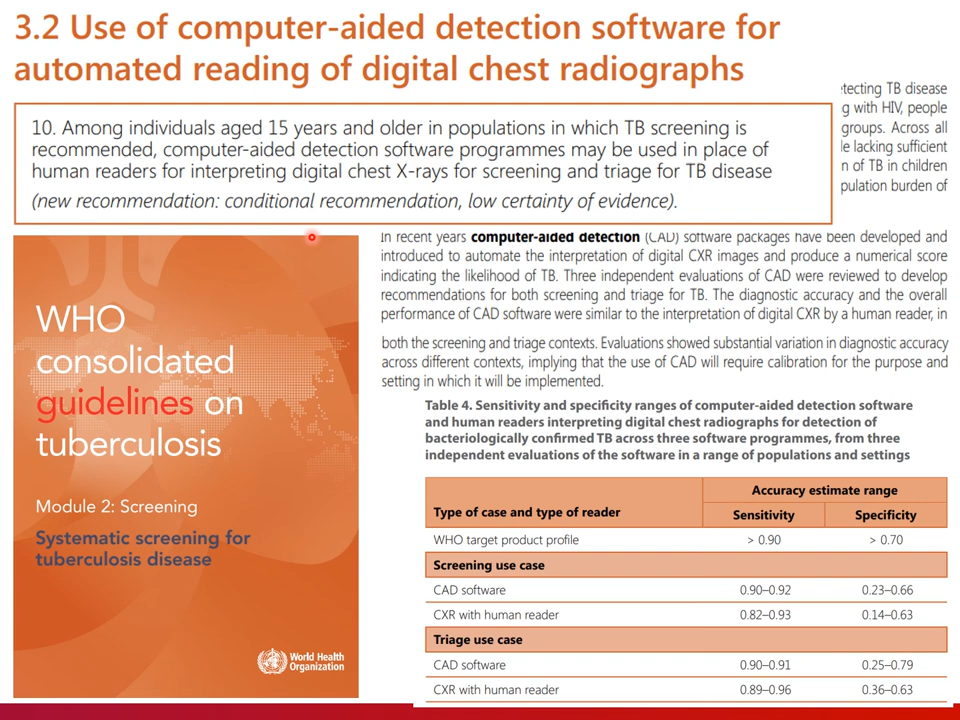 3.2 Use of computer-aided detection software for
automated reading of digital chest radiographs
tecting TB disease
g with HIV, people
groups. Across all
le lacking sufficient
n of TB in children
pulation burden of
10. Among individuals aged 15 years and older in populations in which TB screening is
recommended, computer-aided detection software programmes may be used in place of
human readers for interpreting digital chest X-rays for screening and triage for TB disease
(new recommendation: conditional recommendation, low certainty of evidence).
In recent years computer-aided detection (CAD) software packages have been developed and
introduced to automate the interpretation of digital CXR images and produce a numerical score
indicating the likelihood of TB. Three independent evaluations of CAD were reviewed to develop
recommendations for both screening and triage for TB. The diagnostic accuracy and the overall
performance of CAD software were similar to the interpretation of digital CXR by a human reader, in
both the screening and triage contexts. Evaluations showed substantial variation in diagnostic accuracy
across different contexts, implying that the use of CAD will require calibration for the purpose and
setting in which it will be implemented.
WHO
consolidated
guidelines on
tuberculosis
Module 2: Screening
Systematic screening for
tuberculosis disease
World Health
Organization
Table 4. Sensitivity and specificity ranges of computer-aided detection software
and human readers interpreting digital chest radiographs for detection of
bacteriologically confirmed TB across three software programmes, from three
independent evaluations of the software in a range of populations and settings
Accuracy estimate range
Type of case and type of reader Sensitivity Specificity
WHO target product profile > 0.90 > 0.70
Screening use case
CAD software 0.90–0.92 0.23–0.66
CXR with human reader 0.82–0.93 0.14–0.63
Triage use case
CAD software 0.90–0.91 0.25–0.79
CXR with human reader 0.89–0.96 0.36–0.63